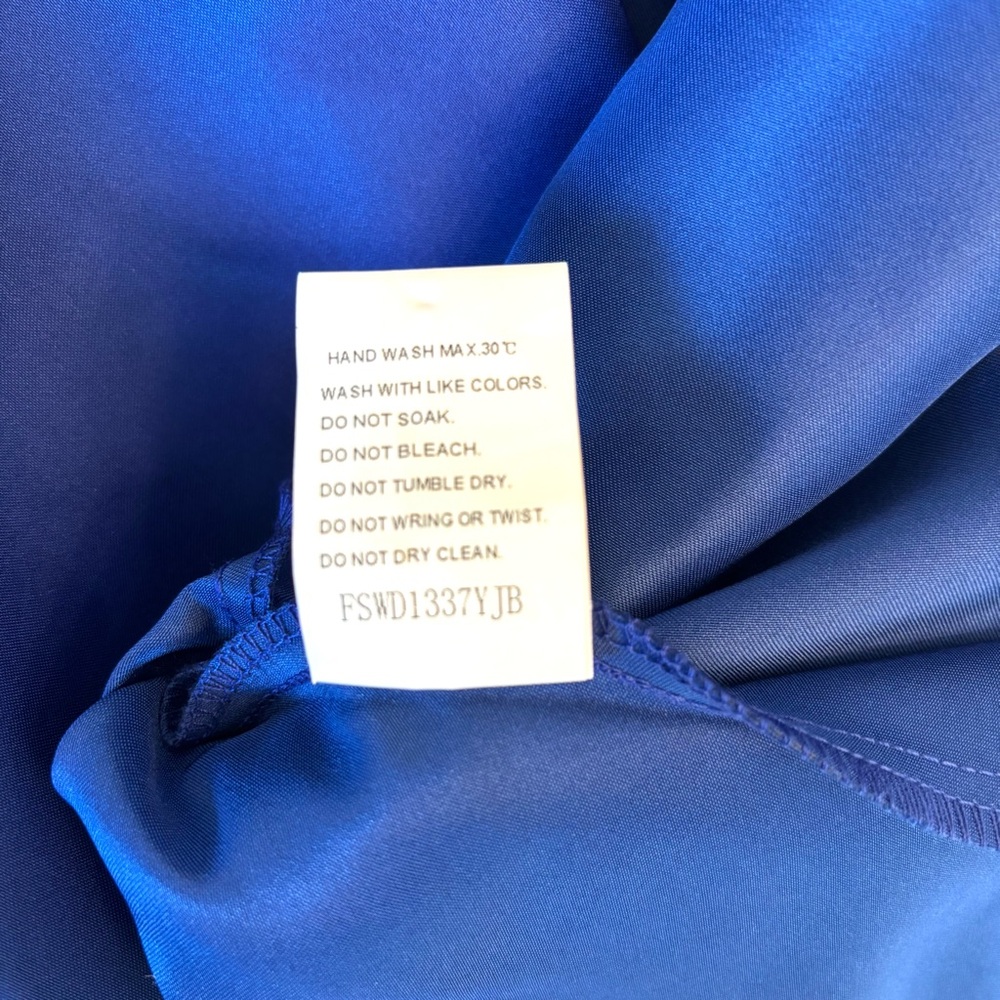 HAND WASH MAX.30℃
WASH WITH LIKE COLORS.
DO NOT SOAK.
DO NOT BLEACH.
DO NOT TUMBLE DRY.
DO NOT WRING OR TWIST.
DO NOT DRY CLEAN.
FSWD1337YJB